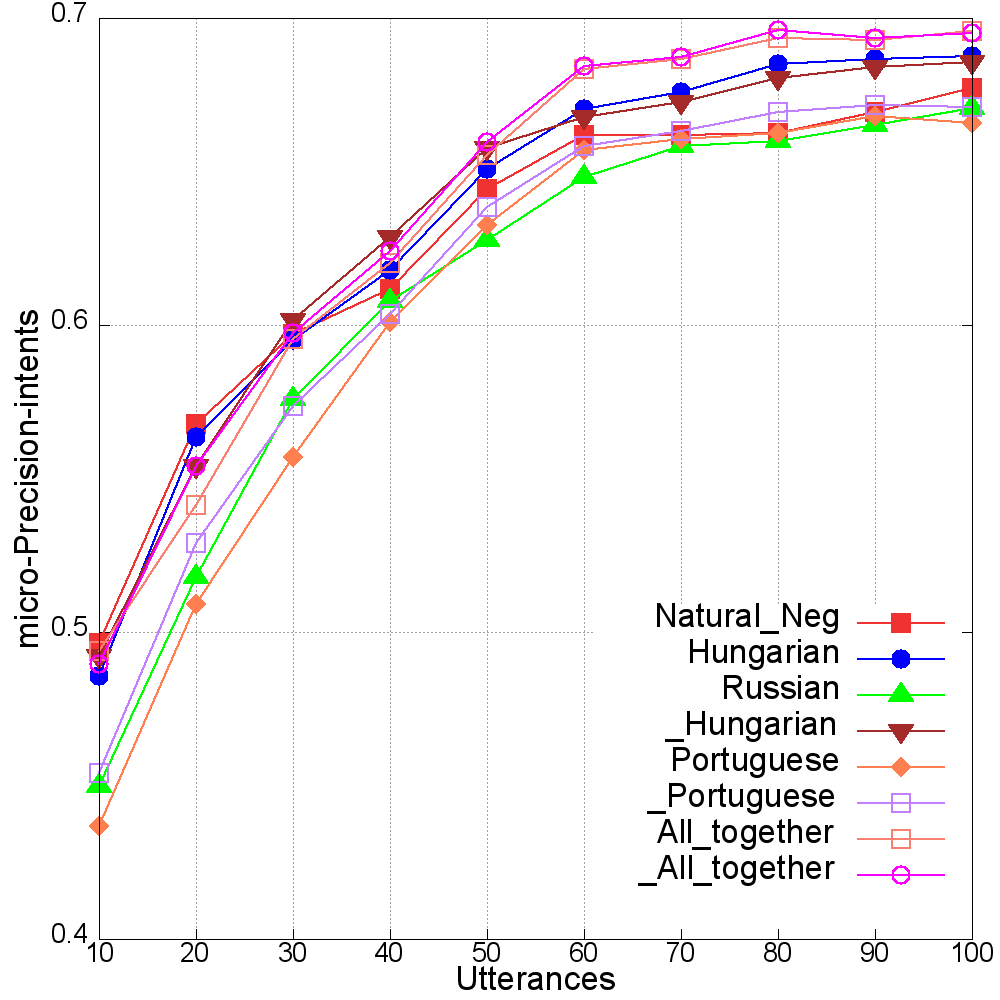 0.7
0.6
0.5
0.4
micro-Precision-intents
Natural_Neg
Hungarian
Russian
_Hungarian
Portuguese
_Portuguese
All_together
_All_together
10 20 30 40 50 60 70 80 90 100
Utterances